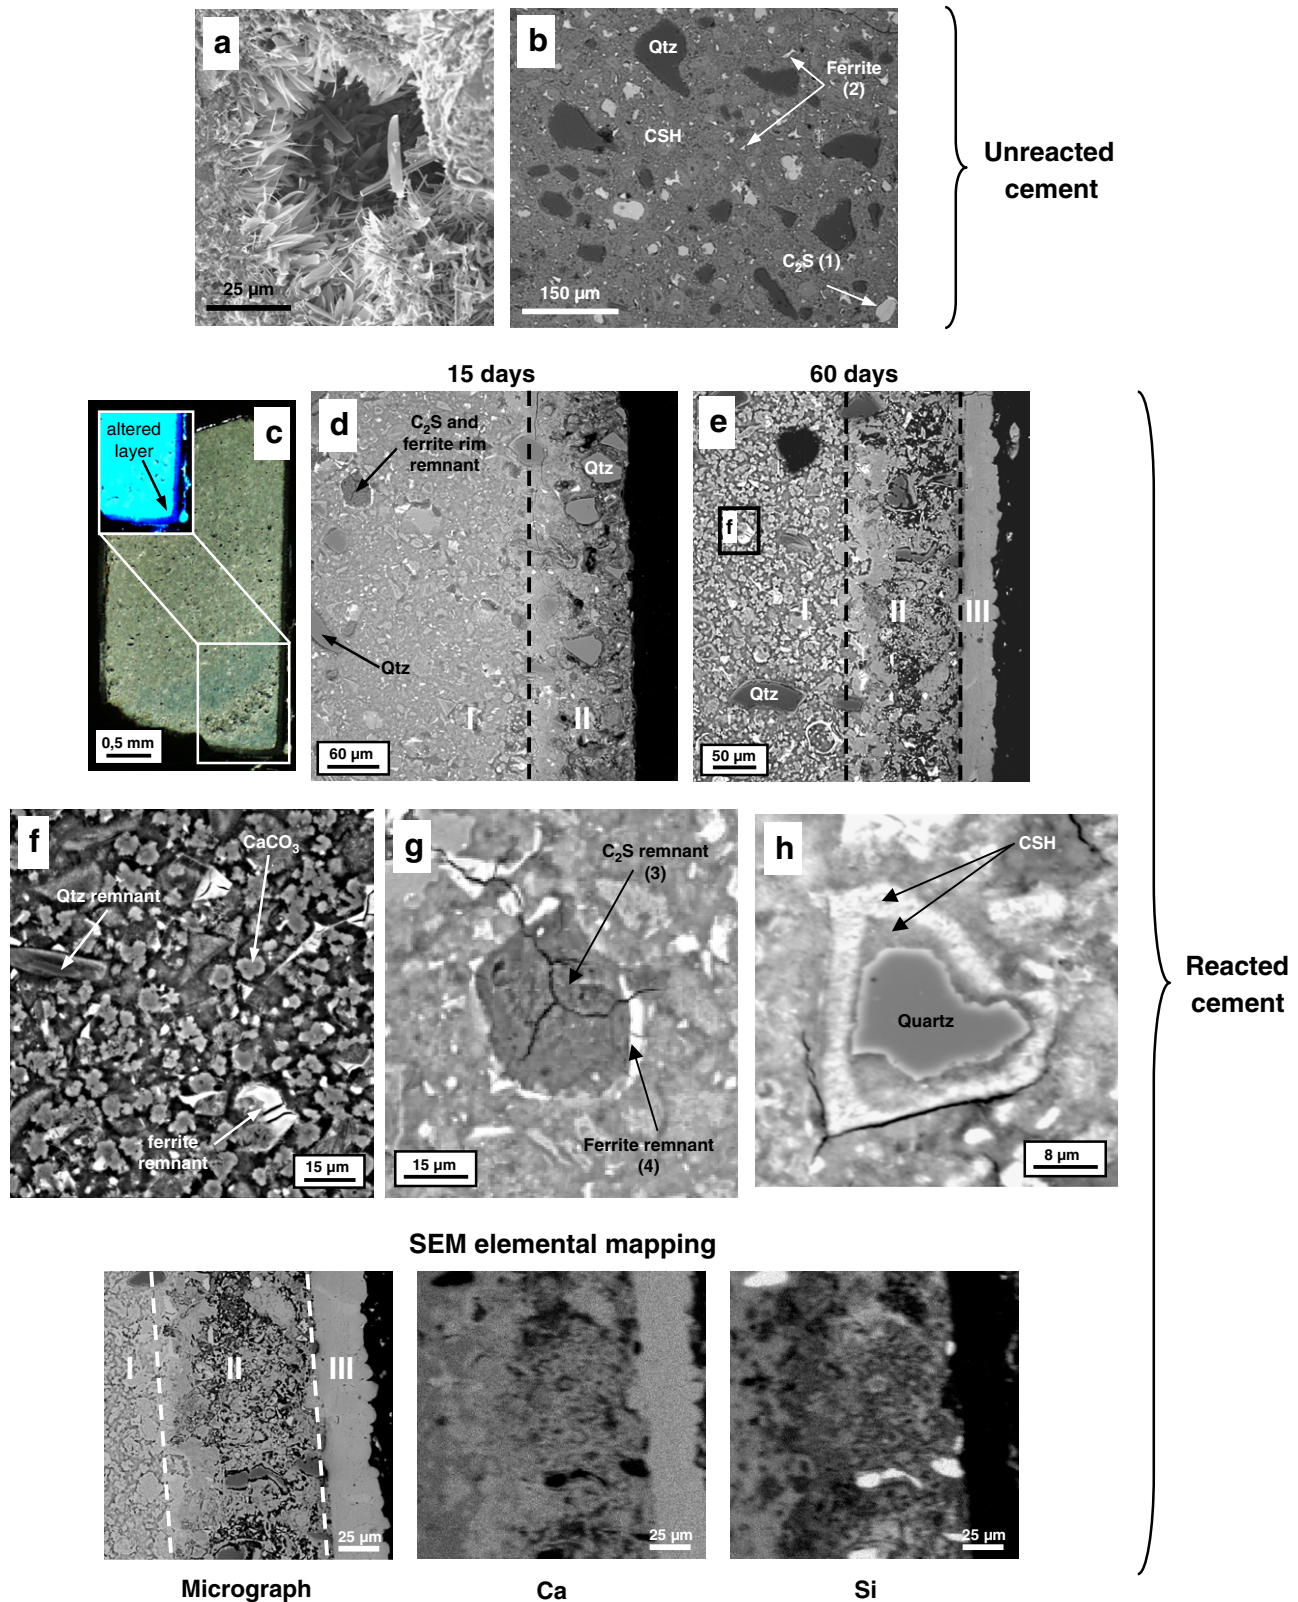 a
25 µm
b
Qtz
Ferrite
(2)
CSH
C₂S (1)
150 µm
Unreacted
cement
15 days
60 days
c
altered
layer
0,5 mm
d
C₂S and
ferrite rim
remnant
Qtz
Qtz
I
II
60 µm
e
f
I
II
III
Qtz
50 µm
f
CaCO₃
Qtz remnant
ferrite
remnant
15 µm
g
C₂S remnant
(3)
Ferrite remnant
(4)
15 µm
h
CSH
Quartz
8 µm
Reacted
cement
SEM elemental mapping
I
II
III
25 µm
25 µm
25 µm
Micrograph
Ca
Si